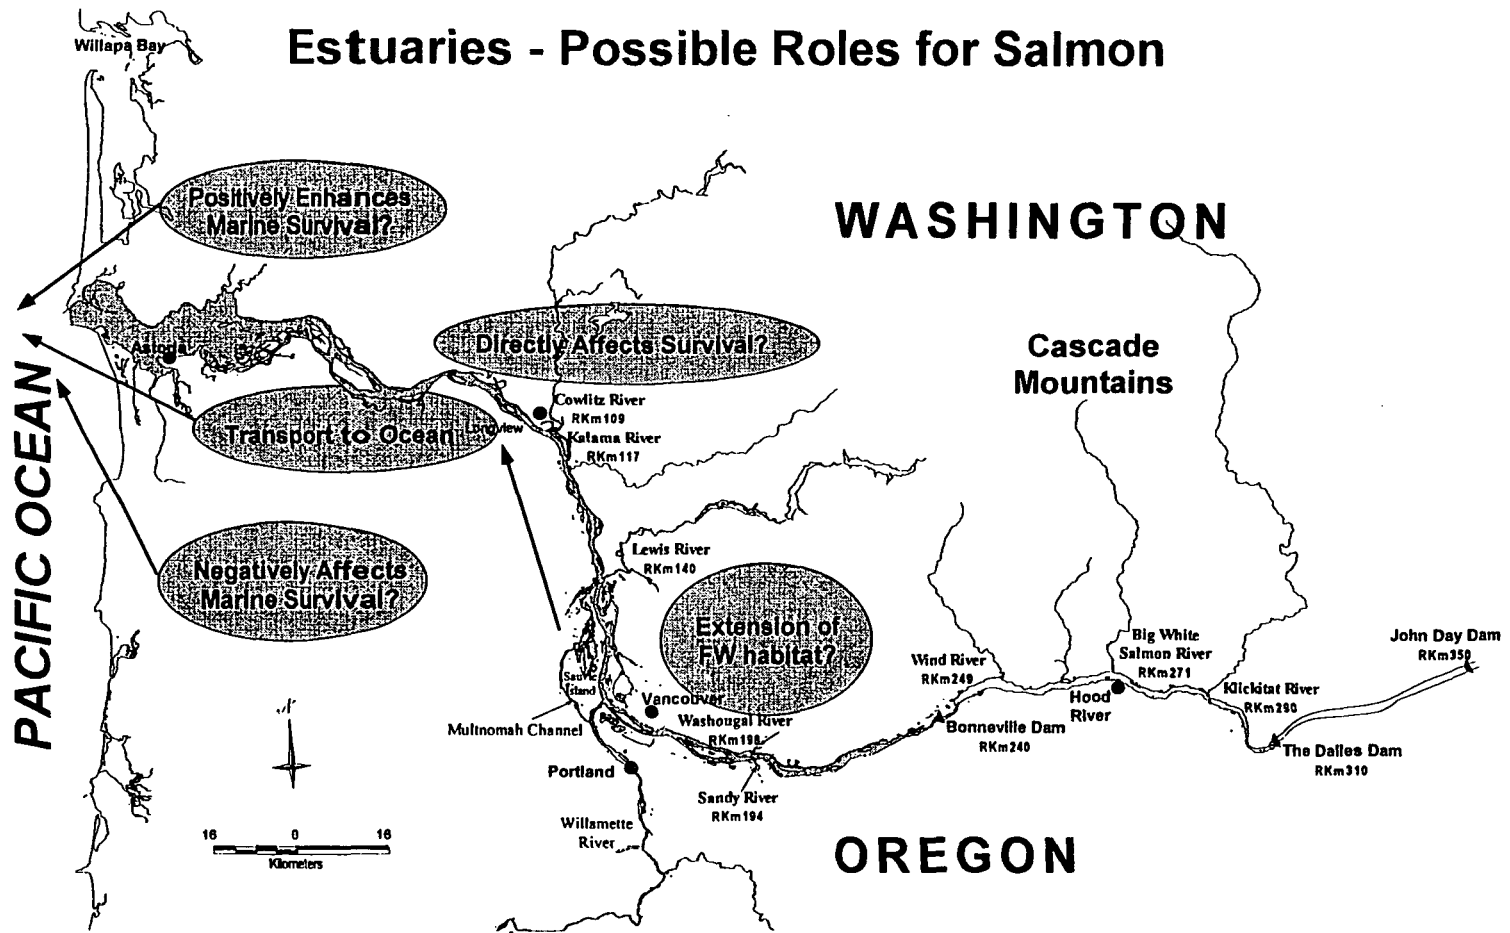 Willapa Bay
Estuaries - Possible Roles for Salmon
Positively Enhances
Marine Survival?
WASHINGTON
Directly Affects Survival?
Cascade
Mountains
Astoria
PACIFIC OCEAN
Cowlitz River
RKm109
Transport to Ocean
Longview
Kalama River
RKm117
Negatively Affects
Marine Survival?
Lewis River
RKm140
Extension of
FW habitat?
Big White
Salmon River
RKm271
John Day Dam
RKm350
Wind River
RKm249
Sauvie
Island
Vancouver
Hood
River
Klickitat River
RKm290
Multnomah Channel
Washougal River
RKm198
Bonneville Dam
RKm240
The Dalles Dam
RKm310
Portland
Sandy River
RKm194
N
Willamette
River
16 0 16
Kilometers
OREGON